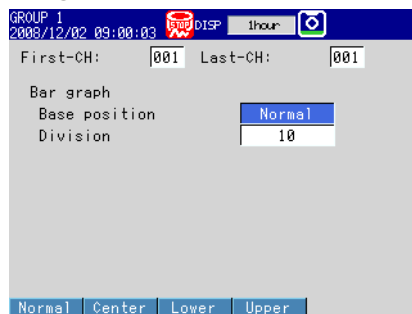 GROUP 1
2008/12/02 09:00:03 STOP DISP 1hour
First-CH: 001 Last-CH: 001
Bar graph
Base position Normal
Division 10
Normal Center Lower Upper